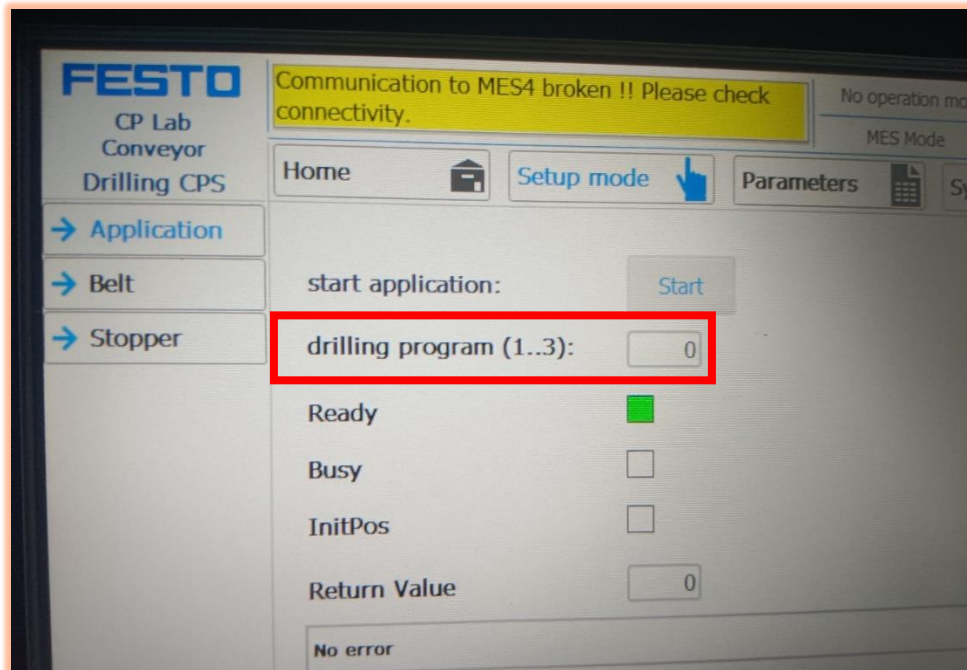 FESTO
CP Lab
Conveyor
Drilling CPS
Communication to MES4 broken !! Please check
connectivity.
No operation
MES Mode
Home
Setup mode
Parameters
Application
Belt
Stopper
start application:
Start
drilling program (1..3):
0
Ready
Busy
InitPos
Return Value
0
No error